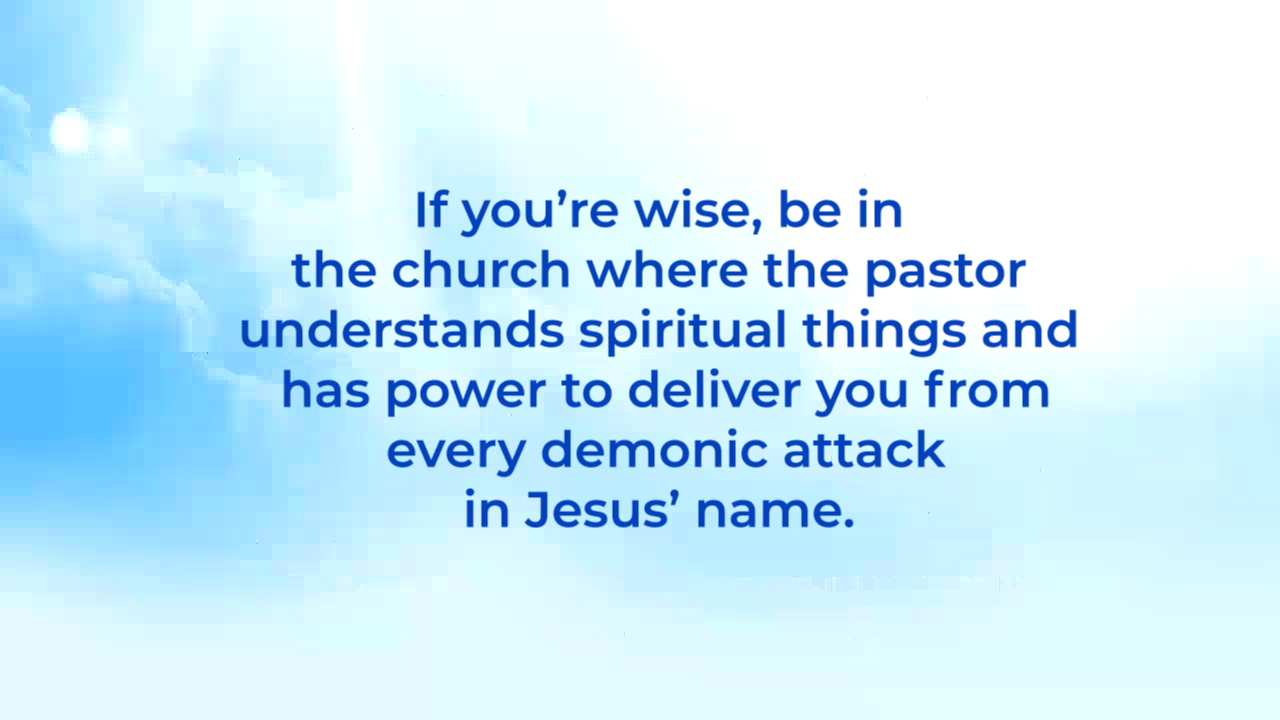 If you’re wise, be in
the church where the pastor
understands spiritual things and
has power to deliver you from
every demonic attack
in Jesus’ name.